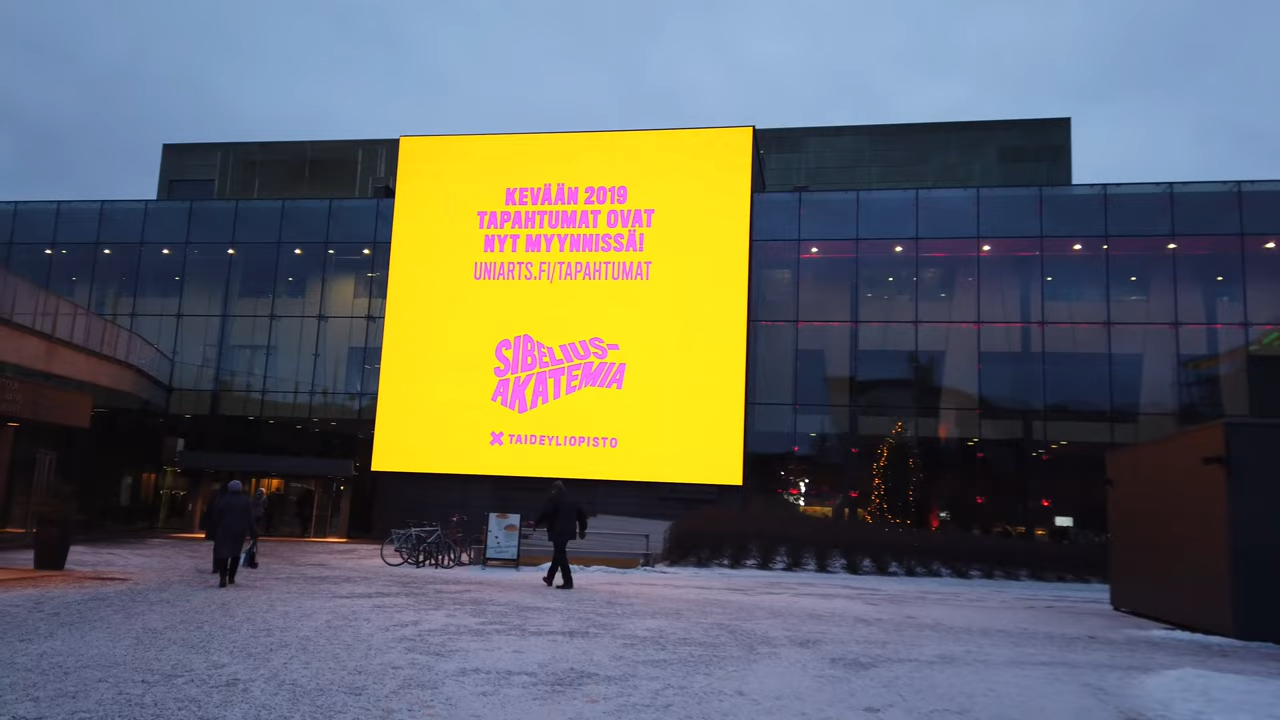 KEVÄÄN 2019
TAPAHTUMAT OVAT
NYT MYYNNISSÄ!
UNIARTS.FI/TAPAHTUMAT
SIBELIUS-
AKATEMIA
TAIDEYLIOPISTO